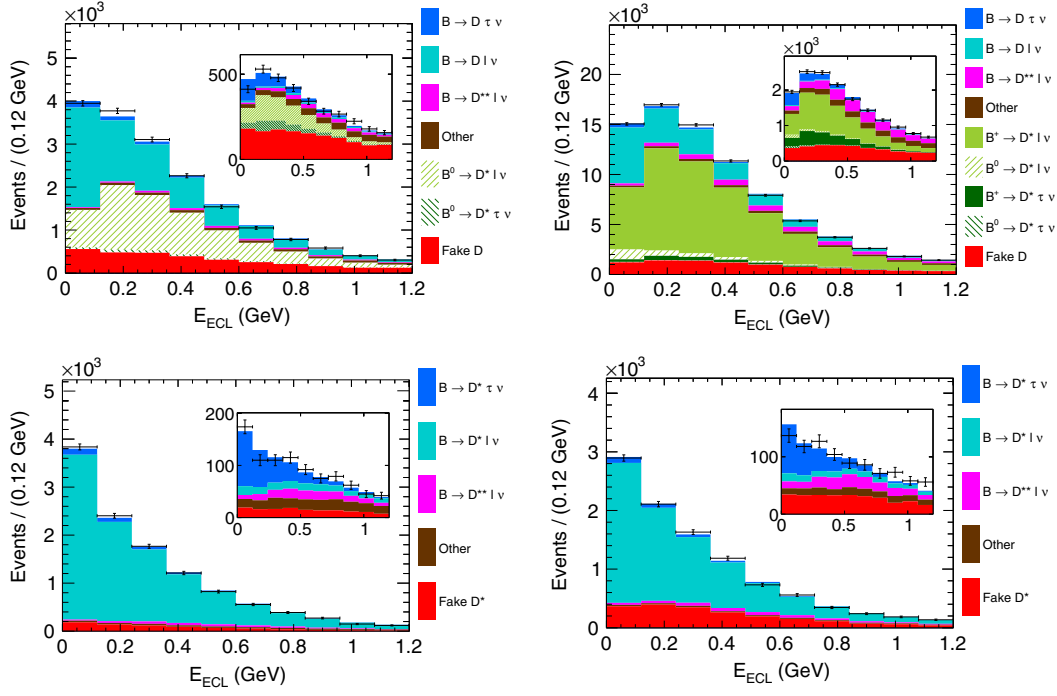 ×10³
Events / (0.12 GeV)
5
4
3
2
1
0
0 0.2 0.4 0.6 0.8 1 1.2
E_ECL (GeV)
500
0
0 0.5 1
B → D τ ν
B → D l ν
B → D** l ν
Other
B⁰ → D* l ν
B⁰ → D* τ ν
Fake D
×10³
Events / (0.12 GeV)
20
15
10
5
0
0 0.2 0.4 0.6 0.8 1 1.2
E_ECL (GeV)
×10³
2
0
0 0.5 1
B → D τ ν
B → D l ν
B → D** l ν
Other
B⁺ → D* l ν
B⁰ → D* l ν
B⁺ → D* τ ν
B⁰ → D* τ ν
Fake D
×10³
Events / (0.12 GeV)
5
4
3
2
1
0
0 0.2 0.4 0.6 0.8 1 1.2
E_ECL (GeV)
200
100
0
0 0.5 1
B → D* τ ν
B → D* l ν
B → D** l ν
Other
Fake D*
×10³
Events / (0.12 GeV)
4
3
2
1
0
0 0.2 0.4 0.6 0.8 1 1.2
E_ECL (GeV)
100
0
0 0.5 1
B → D* τ ν
B → D* l ν
B → D** l ν
Other
Fake D*